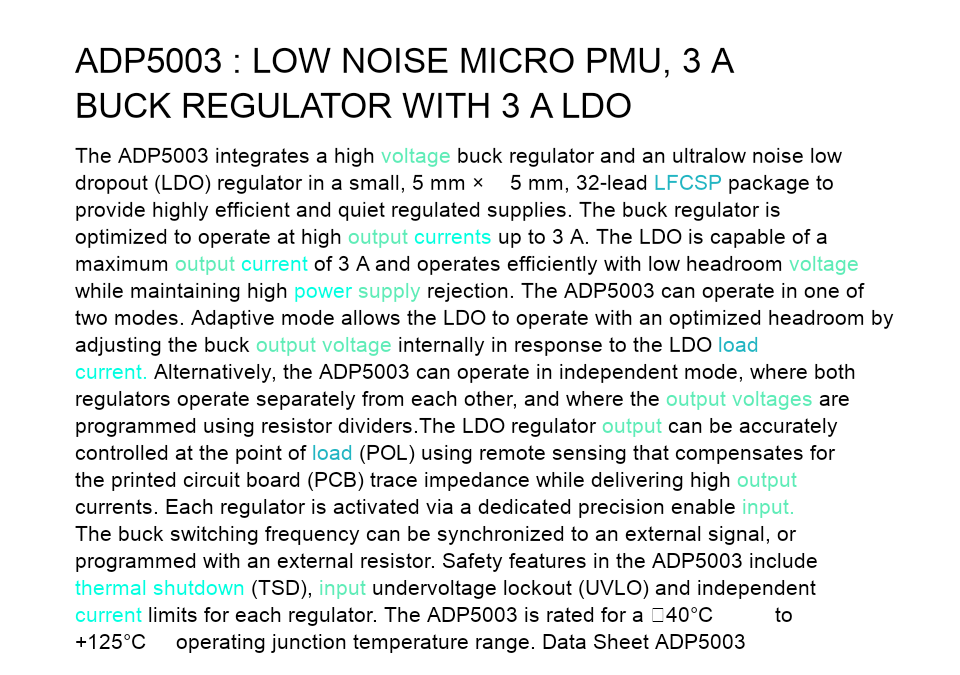 ADP5003 : LOW NOISE MICRO PMU, 3 A
BUCK REGULATOR WITH 3 A LDO
The ADP5003 integrates a high voltage buck regulator and an ultralow noise low
dropout (LDO) regulator in a small, 5 mm × 5 mm, 32-lead LFCSP package to
provide highly efficient and quiet regulated supplies. The buck regulator is
optimized to operate at high output currents up to 3 A. The LDO is capable of a
maximum output current of 3 A and operates efficiently with low headroom voltage
while maintaining high power supply rejection. The ADP5003 can operate in one of
two modes. Adaptive mode allows the LDO to operate with an optimized headroom by
adjusting the buck output voltage internally in response to the LDO load
current. Alternatively, the ADP5003 can operate in independent mode, where both
regulators operate separately from each other, and where the output voltages are
programmed using resistor dividers.The LDO regulator output can be accurately
controlled at the point of load (POL) using remote sensing that compensates for
the printed circuit board (PCB) trace impedance while delivering high output
currents. Each regulator is activated via a dedicated precision enable input.
The buck switching frequency can be synchronized to an external signal, or
programmed with an external resistor. Safety features in the ADP5003 include
thermal shutdown (TSD), input undervoltage lockout (UVLO) and independent
current limits for each regulator. The ADP5003 is rated for a □40°C to
+125°C operating junction temperature range. Data Sheet ADP5003